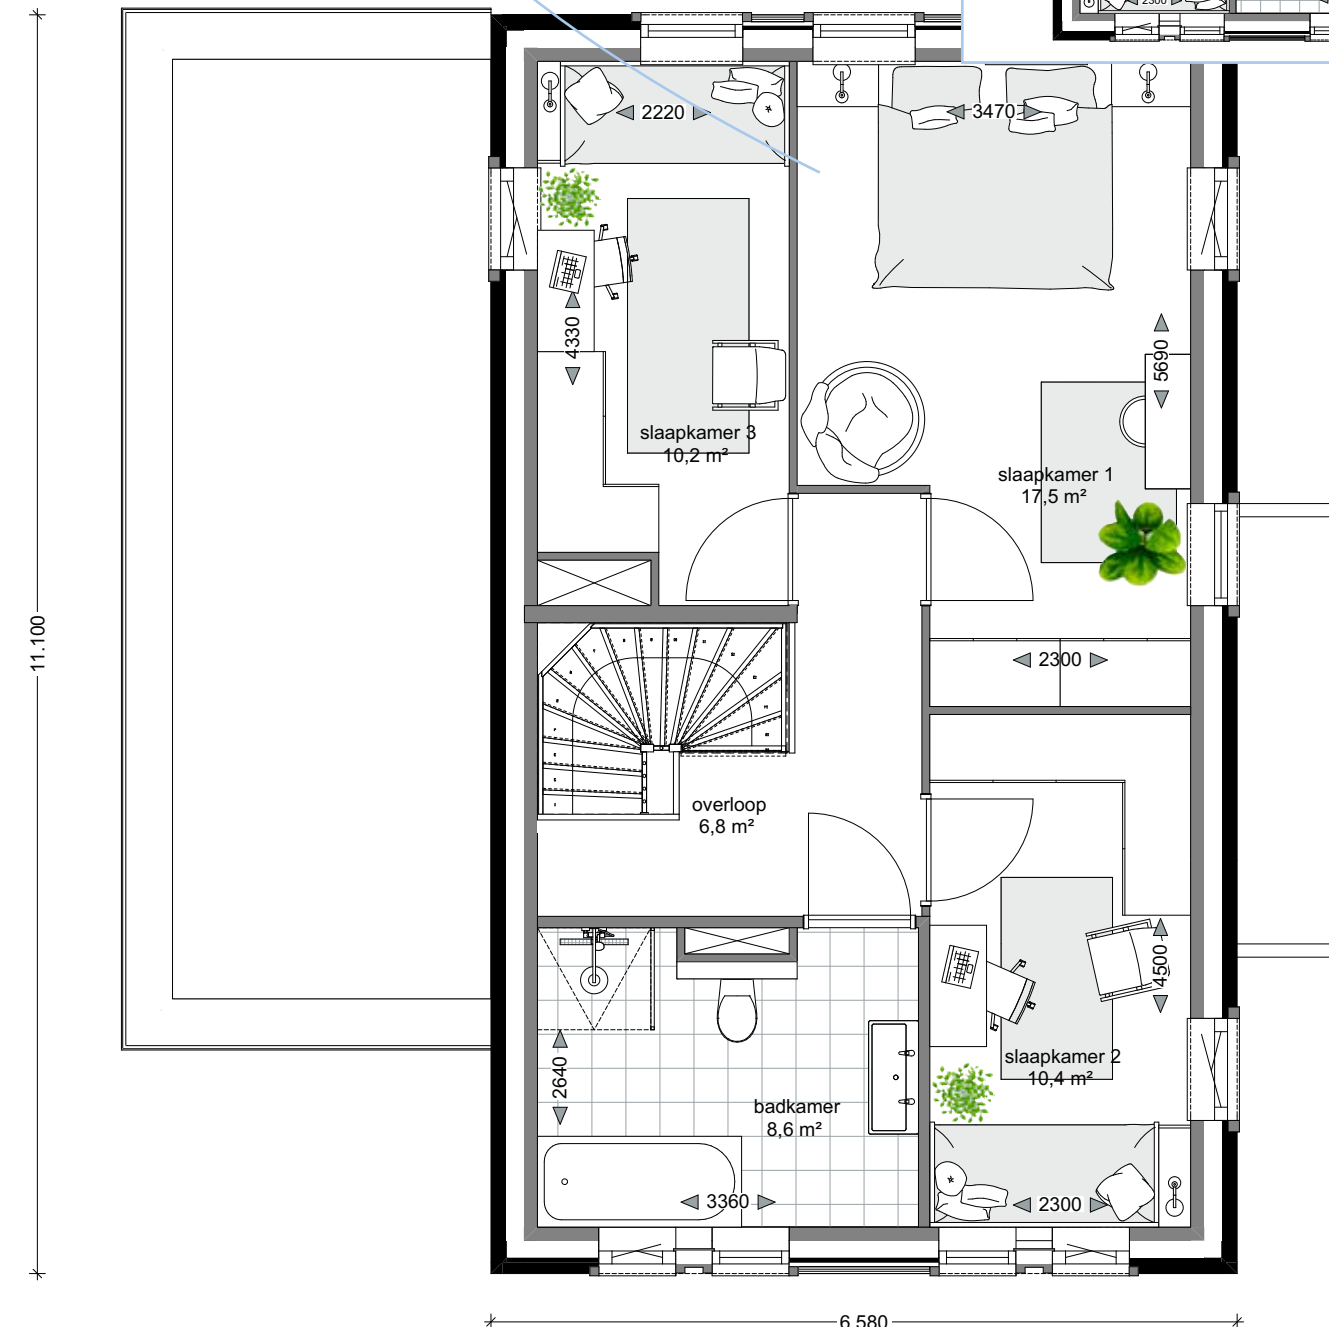 2300
2220
3470
4330
5690
slaapkamer 3
10,2 m²
slaapkamer 1
17,5 m²
11.100
2300
overloop
6,8 m²
4500
slaapkamer 2
10,4 m²
2640
badkamer
8,6 m²
3360
2300
6.580